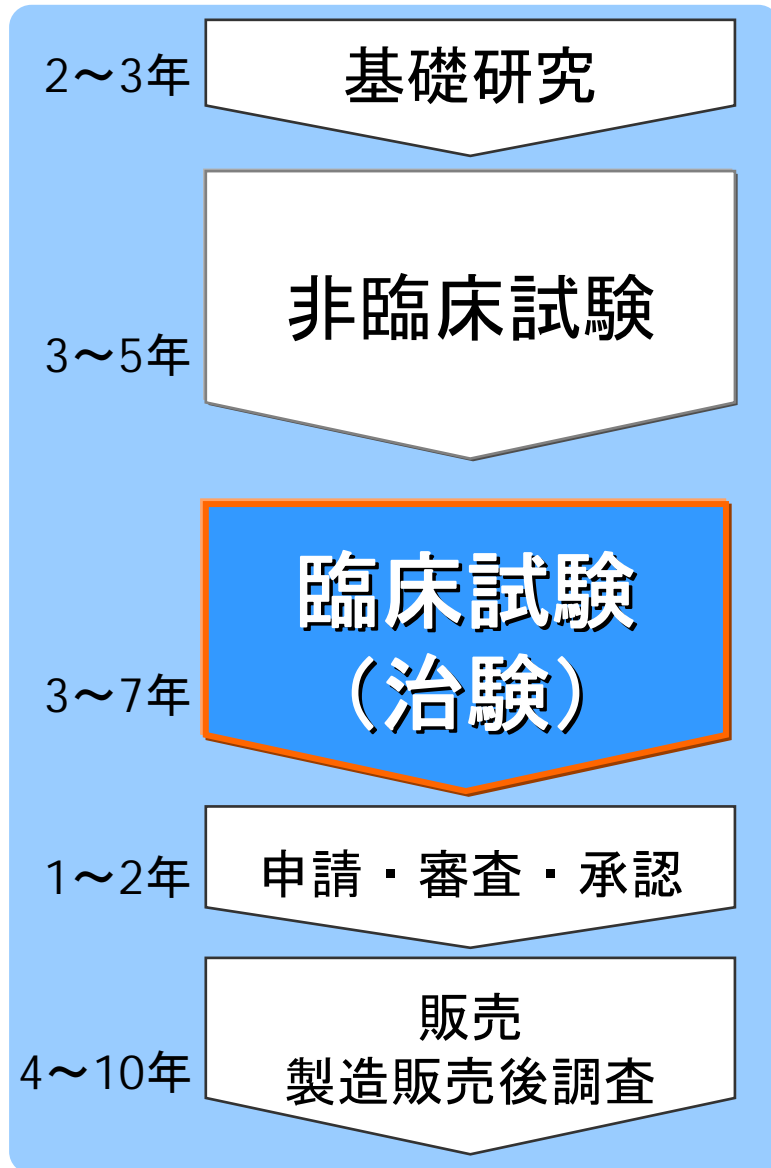 2～3年
基礎研究
非臨床試験
3～5年
臨床試験
（治験）
3～7年
申請・審査・承認
1～2年
販売
製造販売後調査
4～10年